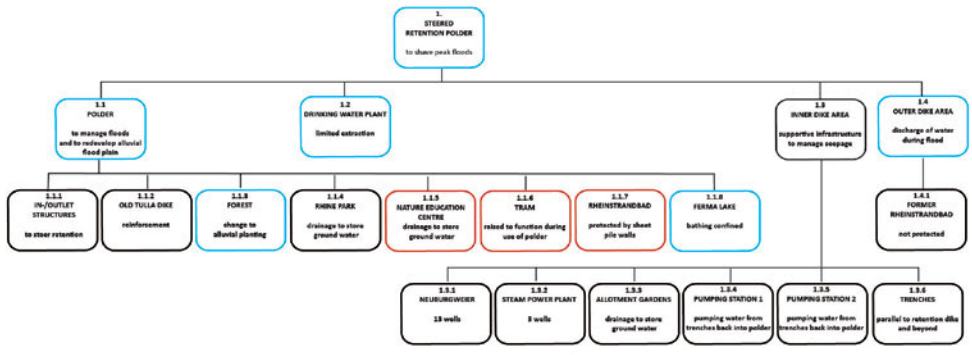 1.
STEERED
RETENTION POLDER
to shave peak floods
1.1
POLDER
to manage floods
and to redevelop alluvial
flood plain
1.2
DRINKING WATER PLANT
limited extraction
1.3
INNER DIKE AREA
supportive infrastructure
to manage seepage
1.4
OUTER DIKE AREA
discharge of water
during flood
1.1.1
IN-/OUTLET
STRUCTURES
to steer retention
1.1.2
OLD TULLA DIKE
reinforcement
1.1.3
FOREST
change to
alluvial planting
1.1.4
RHINE PARK
drainage to store
ground water
1.1.5
NATURE EDUCATION
CENTRE
drainage to store
ground water
1.1.6
TRAM
raised to function during
use of polder
1.1.7
RHEINSTRANDBAD
protected by sheet
pile walls
1.1.8
FERMA LAKE
bathing confined
1.4.1
FORMER
RHEINSTRANDBAD
not protected
1.3.1
NEUBURGWEIER
13 wells
1.3.2
STEAM POWER PLANT
3 wells
1.3.3
ALLOTMENT GARDENS
drainage to store
ground water
1.3.4
PUMPING STATION 1
pumping water from
trenches back into polder
1.3.5
PUMPING STATION 2
pumping water from
trenches back into polder
1.3.6
TRENCHES
parallel to retention dike
and beyond